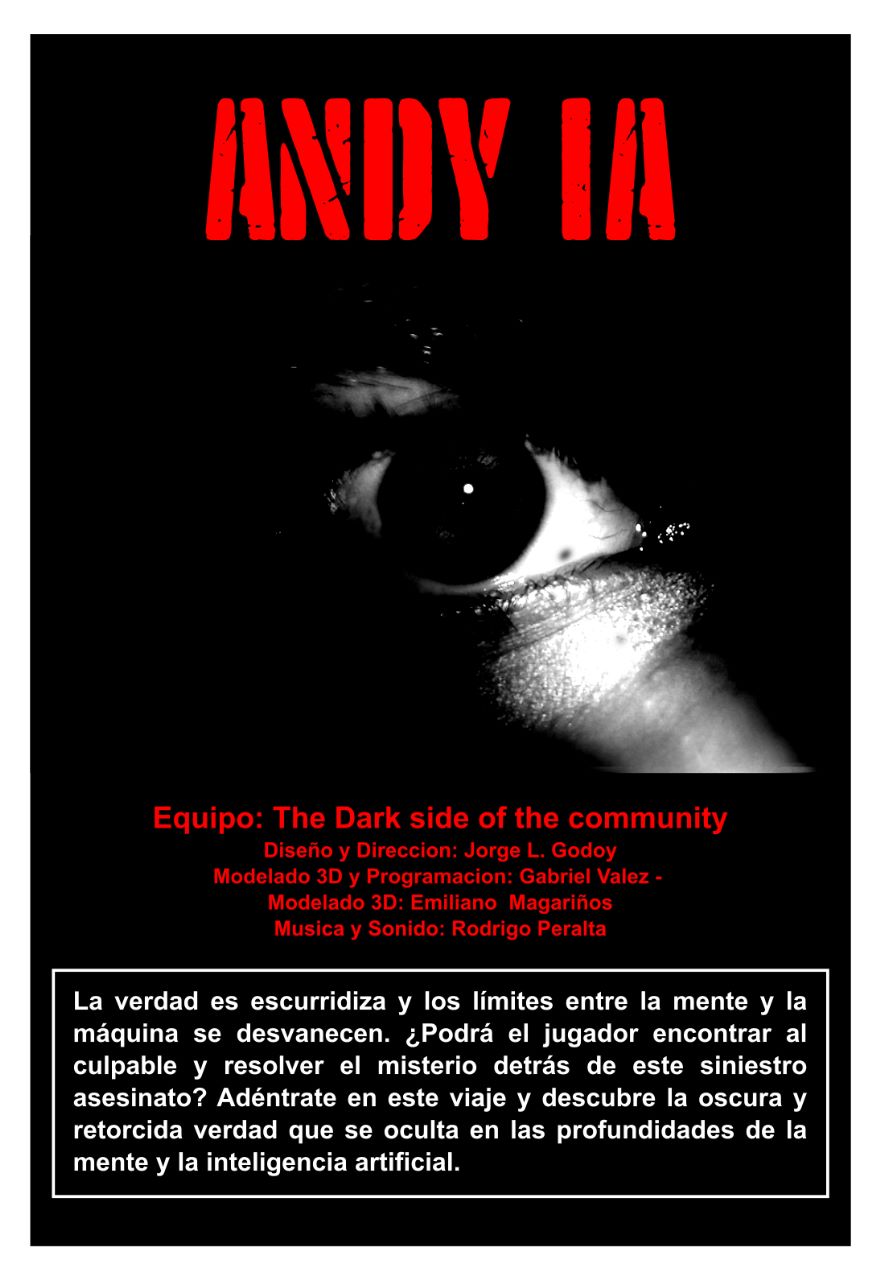 ANDY IA
Equipo: The Dark side of the community
Diseño y Direccion: Jorge L. Godoy
Modelado 3D y Programacion: Gabriel Valez -
Modelado 3D: Emiliano Magariños
Musica y Sonido: Rodrigo Peralta
La verdad es escurridiza y los límites entre la mente y la
máquina se desvanecen. ¿Podrá el jugador encontrar al
culpable y resolver el misterio detrás de este siniestro
asesinato? Adéntrate en este viaje y descubre la oscura y
retorcida verdad que se oculta en las profundidades de la
mente y la inteligencia artificial.